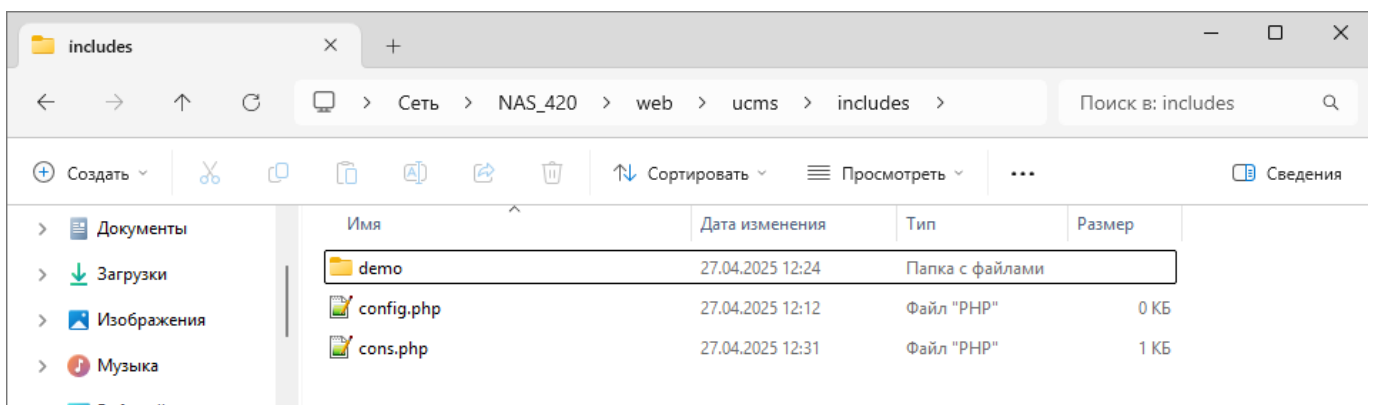 includes
Сеть > NAS_420 > web > ucms > includes >
Поиск в: includes
Создать
Сортировать
Просмотреть
Сведения
Имя Дата изменения Тип Размер
Документы
Загрузки
Изображения
Музыка
demo 27.04.2025 12:24 Папка с файлами
config.php 27.04.2025 12:12 Файл "PHP" 0 КБ
cons.php 27.04.2025 12:31 Файл "PHP" 1 КБ